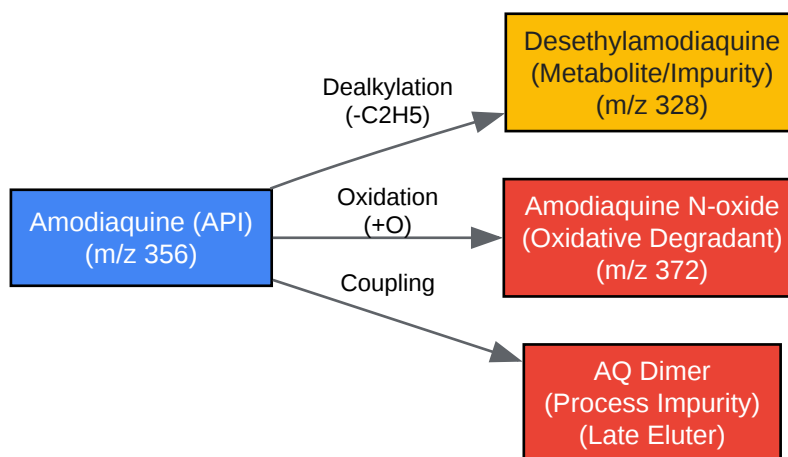 Desethylamodiaquine
(Metabolite/Impurity)
(m/z 328)
Dealkylation
(-C2H5)
Amodiaquine (API)
(m/z 356)
Oxidation
(+O)
Amodiaquine N-oxide
(Oxidative Degradant)
(m/z 372)
Coupling
AQ Dimer
(Process Impurity)
(Late Eluter)